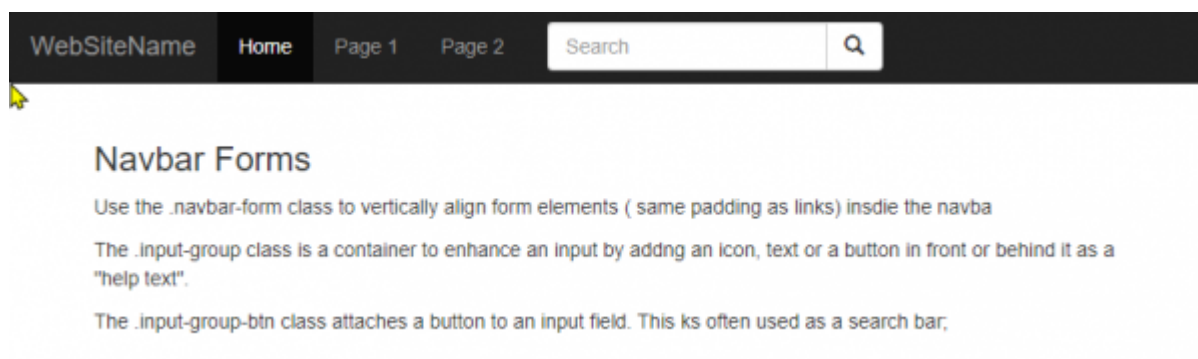 WebSiteName Home Page 1 Page 2 Search
Navbar Forms
Use the .navbar-form class to vertically align form elements ( same padding as links) insdie the navba
The .input-group class is a container to enhance an input by addng an icon, text or a button in front or behind it as a
"help text".
The .input-group-btn class attaches a button to an input field. This ks often used as a search bar;